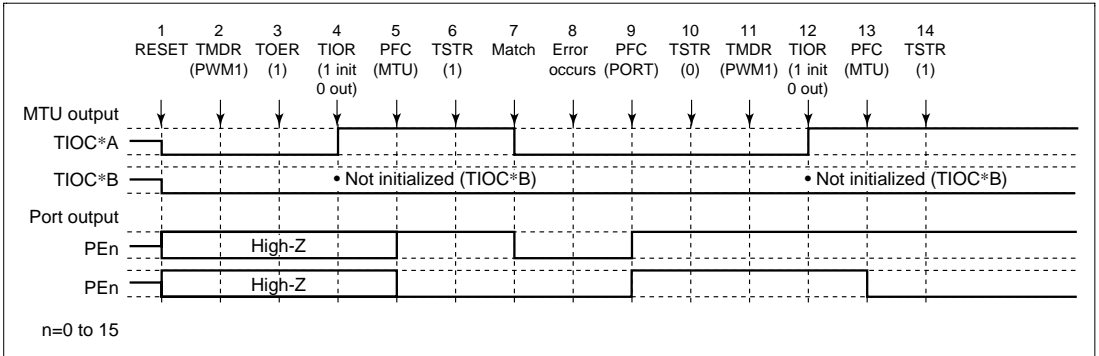 1 2 3 4 5 6 7 8 9 10 11 12 13 14
RESET TMDR TOER TIOR PFC TSTR Match Error PFC TSTR TMDR TIOR PFC TSTR
(PWM1) (1) (1 init (MTU) (1) occurs (PORT) (0) (PWM1) (1 init (MTU) (1)
0 out) 0 out)
MTU output
TIOC*A
TIOC*B • Not initialized (TIOC*B) • Not initialized (TIOC*B)
Port output
PEn High-Z
PEn High-Z
n=0 to 15